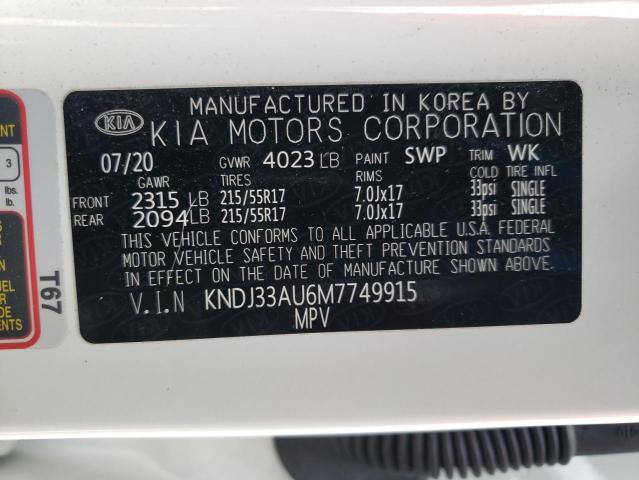 MANUFACTURED IN KOREA BY
KIA KIA MOTORS CORPORATION
07/20 GVWR 4023 LB PAINT SWP TRIM WK
GAWR TIRES RIMS COLD TIRE INFL
FRONT 2315 LB 215/55R17 7.0Jx17 33psi SINGLE
REAR 2094 LB 215/55R17 7.0Jx17 33psi SINGLE
THIS VEHICLE CONFORMS TO ALL APPLICABLE U.S.A. FEDERAL
MOTOR VEHICLE SAFETY AND THEFT PREVENTION STANDARDS
IN EFFECT ON THE DATE OF MANUFACTURE SHOWN ABOVE.
V.I.N KNDJ33AU6M7749915
MPV
T67
3
lbs.
lb.